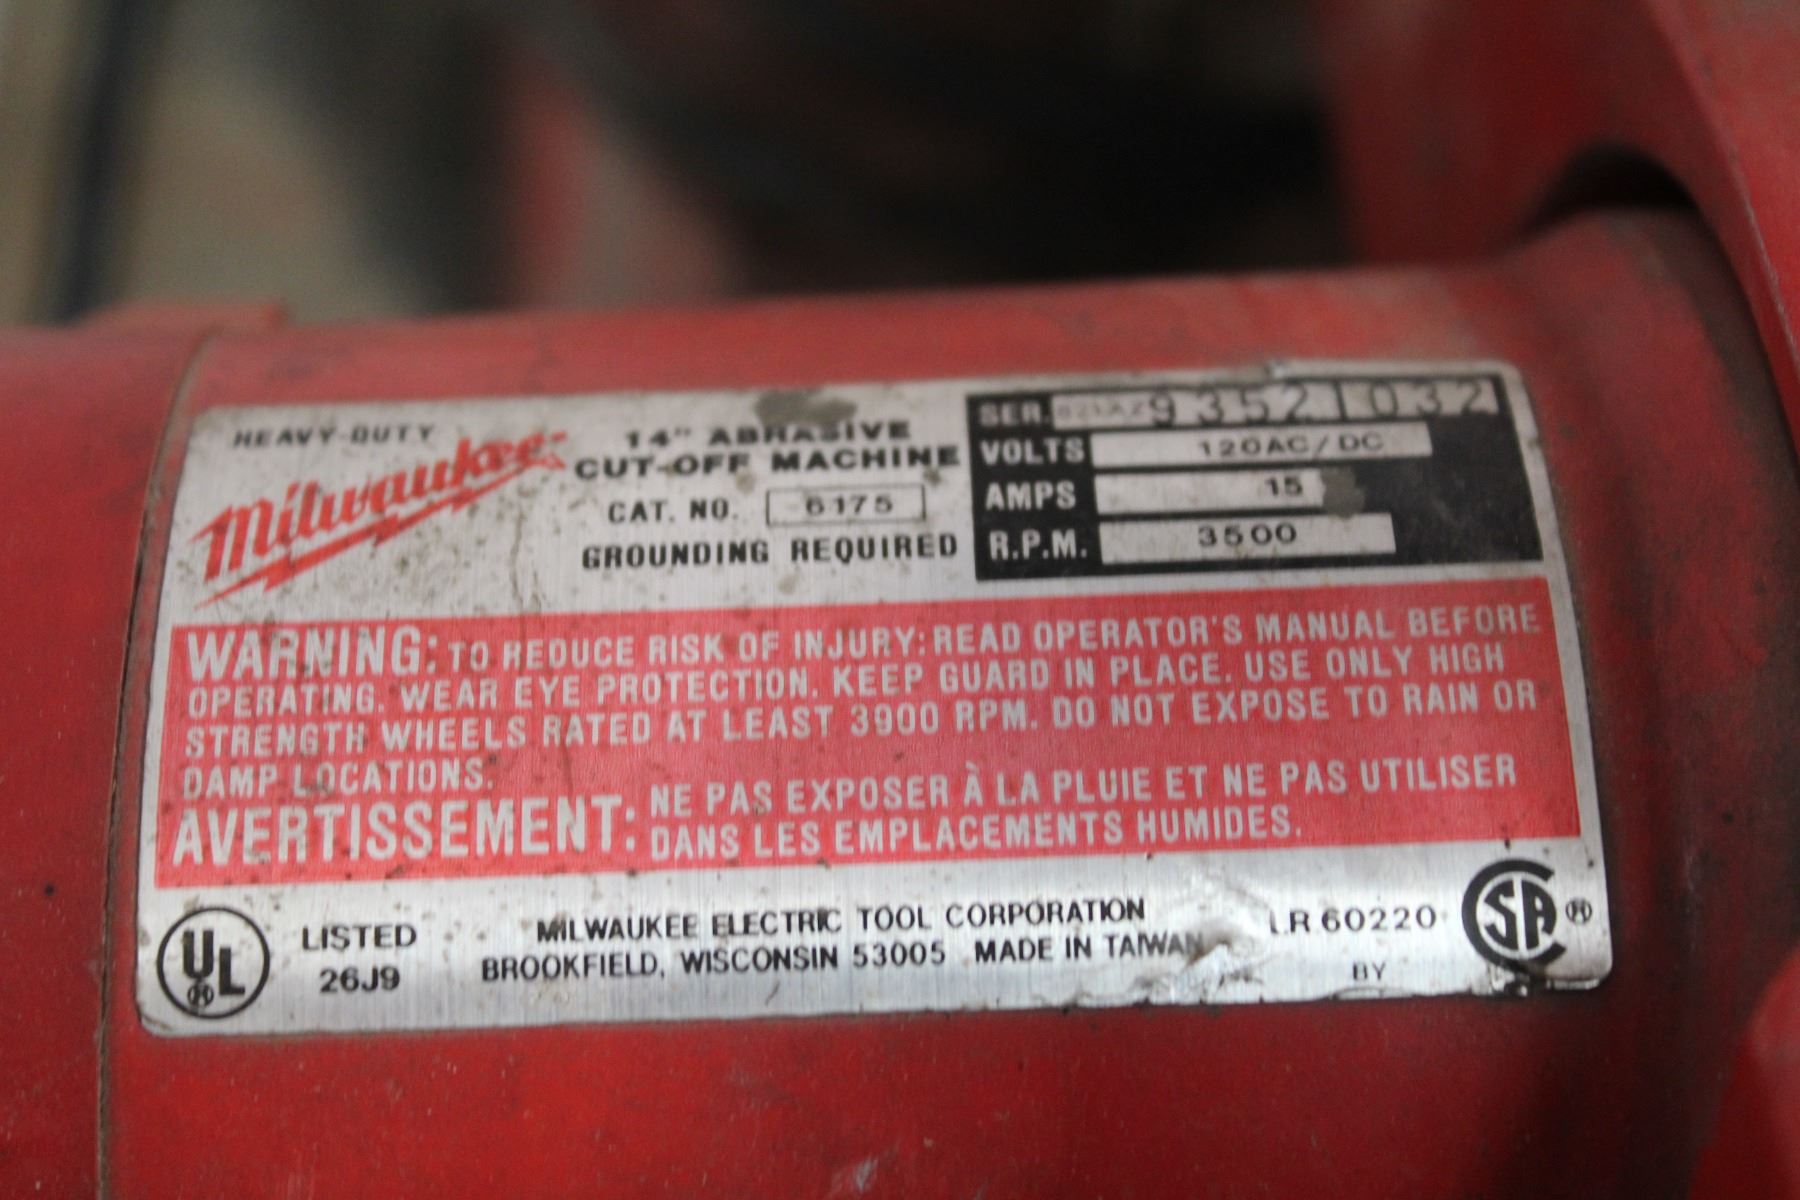 HEAVY-DUTY
Milwaukee
14" ABRASIVE
CUT-OFF MACHINE
CAT. NO. 6175
GROUNDING REQUIRED
SER. 93521032
VOLTS 120AC/DC
AMPS 15
R.P.M. 3500
WARNING: TO REDUCE RISK OF INJURY: READ OPERATOR'S MANUAL BEFORE
OPERATING. WEAR EYE PROTECTION. KEEP GUARD IN PLACE. USE ONLY HIGH
STRENGTH WHEELS RATED AT LEAST 3900 RPM. DO NOT EXPOSE TO RAIN OR
DAMP LOCATIONS.
AVERTISSEMENT: NE PAS EXPOSER À LA PLUIE ET NE PAS UTILISER
DANS LES EMPLACEMENTS HUMIDES.
UL ®
LISTED
26J9
MILWAUKEE ELECTRIC TOOL CORPORATION
BROOKFIELD, WISCONSIN 53005 MADE IN TAIWAN
LR 60220
BY
CSA ®